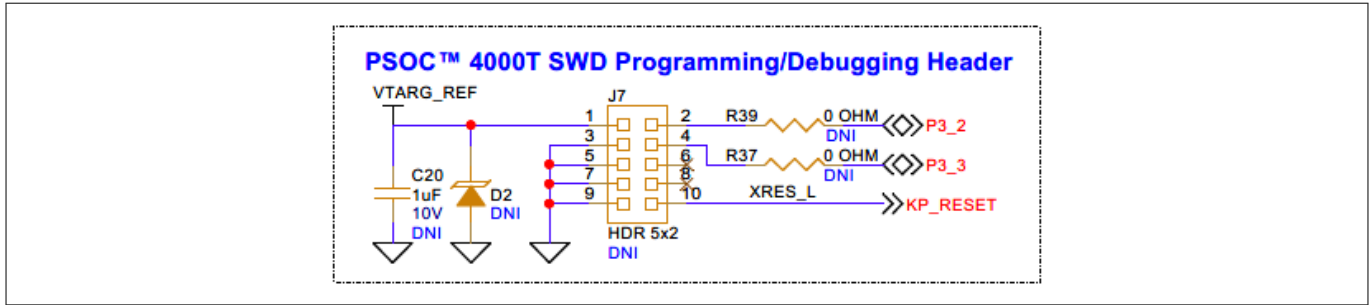 PSOC™ 4000T SWD Programming/Debugging Header
VTARG_REF
J7
1 2 R39 0 OHM P3_2
DNI
3 4
5 6 R37 0 OHM P3_3
DNI
7 8
9 10 XRES_L KP_RESET
C20
1uF
10V
DNI
D2
DNI
HDR 5x2
DNI